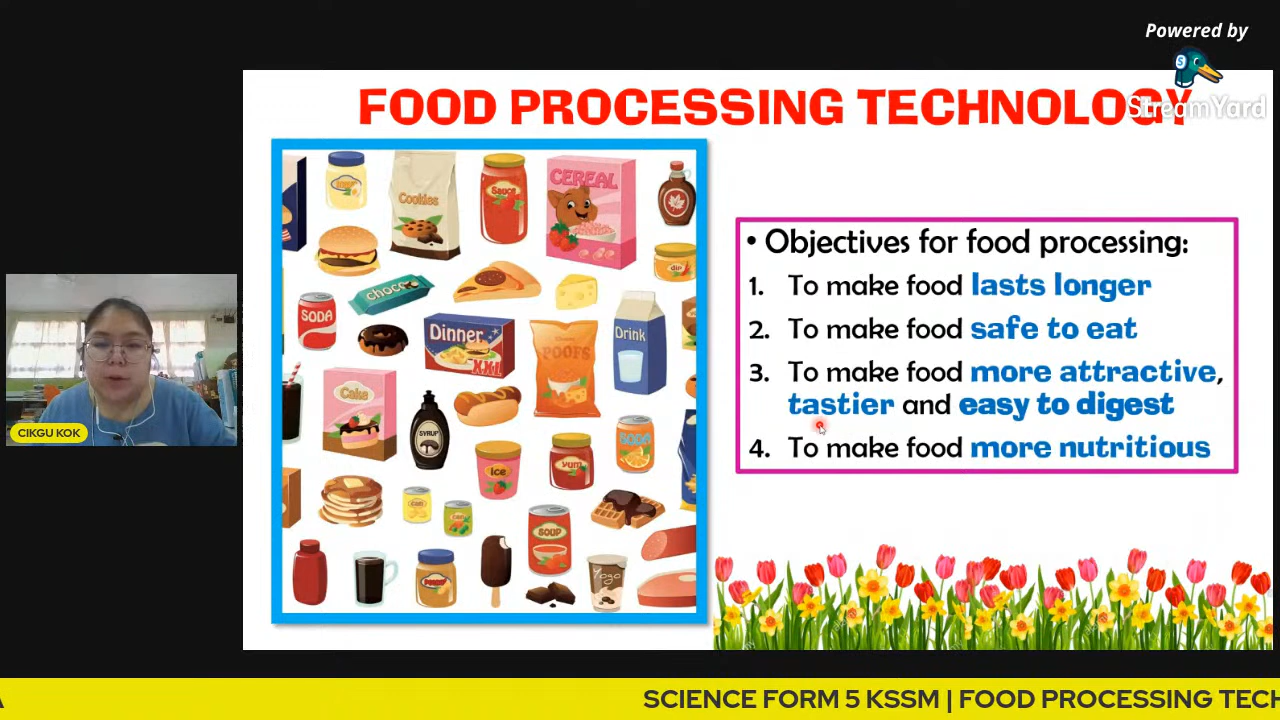 Powered by
StreamYard
FOOD PROCESSING TECHNOLOGY
Cookies
Sauce
CEREAL
choco
SODA
Dinner
XXL
POOFS
Drink
Cake
SYRUP
SODA
ice
yum
SOUP
Yogo
• Objectives for food processing:
1. To make food lasts longer
2. To make food safe to eat
3. To make food more attractive,
tastier and easy to digest
4. To make food more nutritious
CIKGU KOK
A
SCIENCE FORM 5 KSSM | FOOD PROCESSING TECH